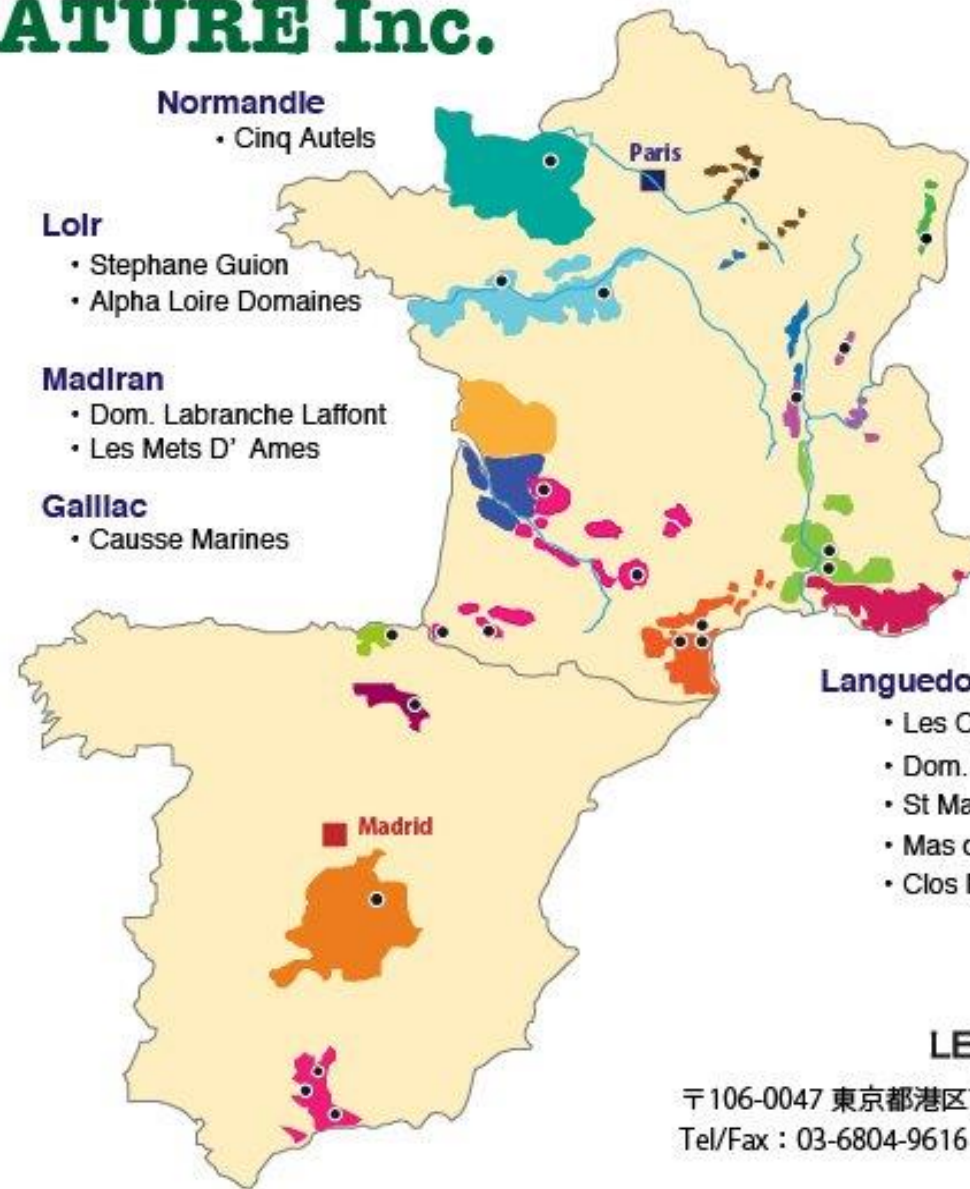 ATURE Inc.
Normandie
・Cinq Autels
Paris
Loir
・Stephane Guion
・Alpha Loire Domaines
Madiran
・Dom. Labranche Laffont
・Les Mets D’ Ames
Gaillac
・Causse Marines
Languedo
・Les C
・Dom.
・St Ma
・Mas
・Clos
Madrid
LE
〒106-0047 東京都港区
Tel/Fax：03-6804-9616